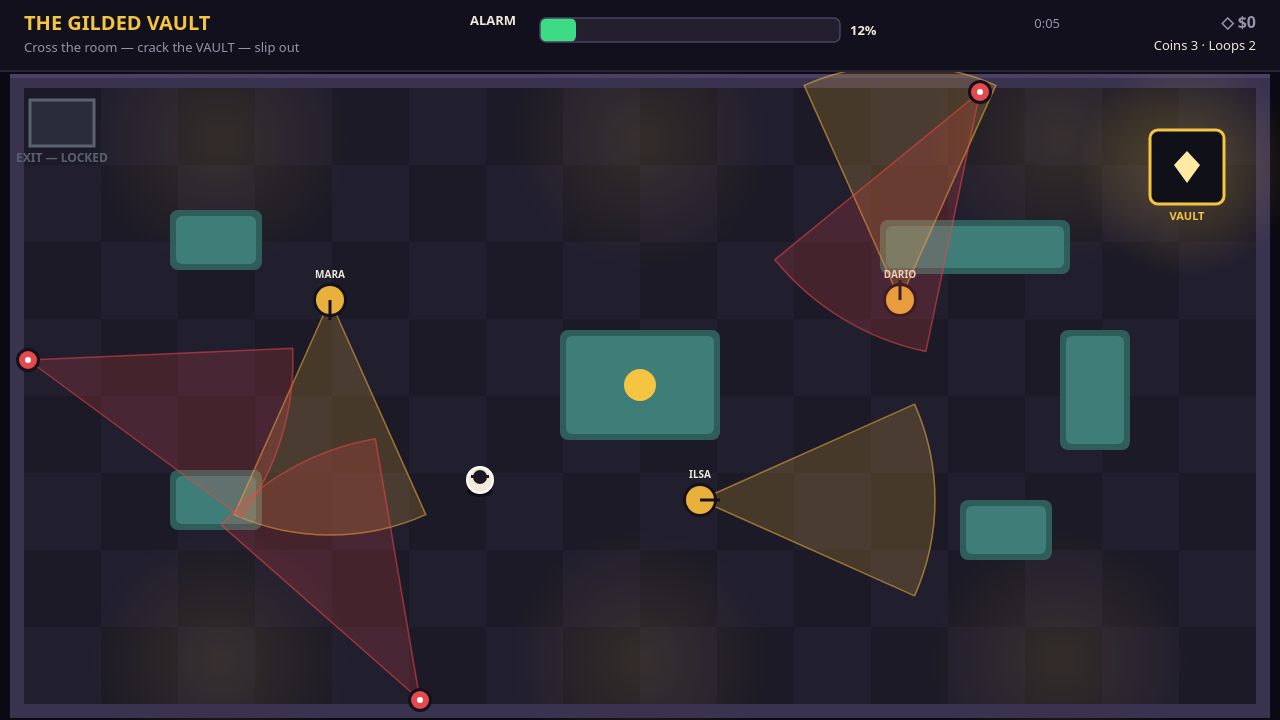 THE GILDED VAULT
Cross the room — crack the VAULT — slip out
ALARM
12%
0:05
◇ $0
Coins 3 · Loops 2
EXIT — LOCKED
VAULT
MARA
DARIO
ILSA